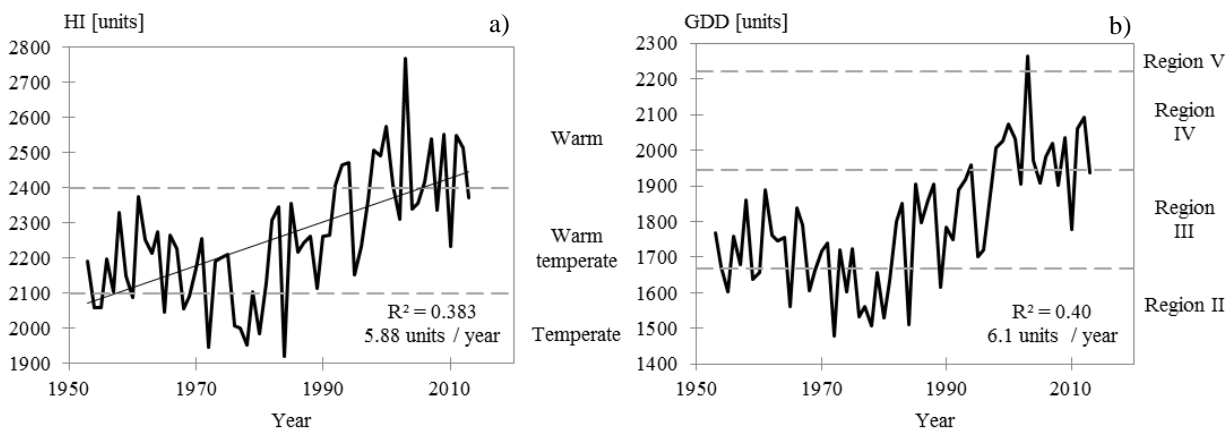 HI [units]
a)
2800
2700
2600
2500
2400
2300
2200
2100
2000
1900
1950
1970
1990
2010
Year
Warm
Warm
temperate
Temperate
R² = 0.383
5.88 units / year
GDD [units]
b)
2300
2200
2100
2000
1900
1800
1700
1600
1500
1400
1950
1970
1990
2010
Year
Region V
Region
IV
Region
III
Region II
R² = 0.40
6.1 units / year